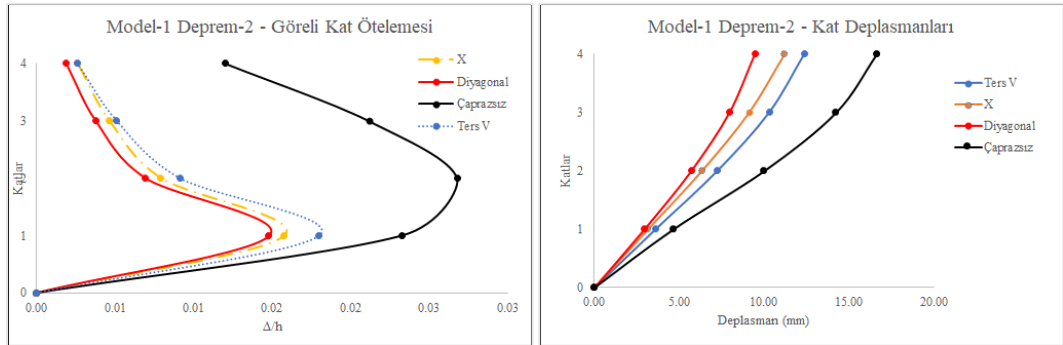 Model-1 Deprem-2 - Göreli Kat Ötelemesi
4
3
2
1
0
Katlar
X
Diyagonal
Çaprazsız
Ters V
0.00
0.01
0.01
0.02
0.02
0.03
0.03
Δ/h
Model-1 Deprem-2 - Kat Deplasmanları
4
3
2
1
0
Katlar
Ters V
X
Diyagonal
Çaprazsız
0.00
5.00
10.00
15.00
20.00
Deplasman (mm)